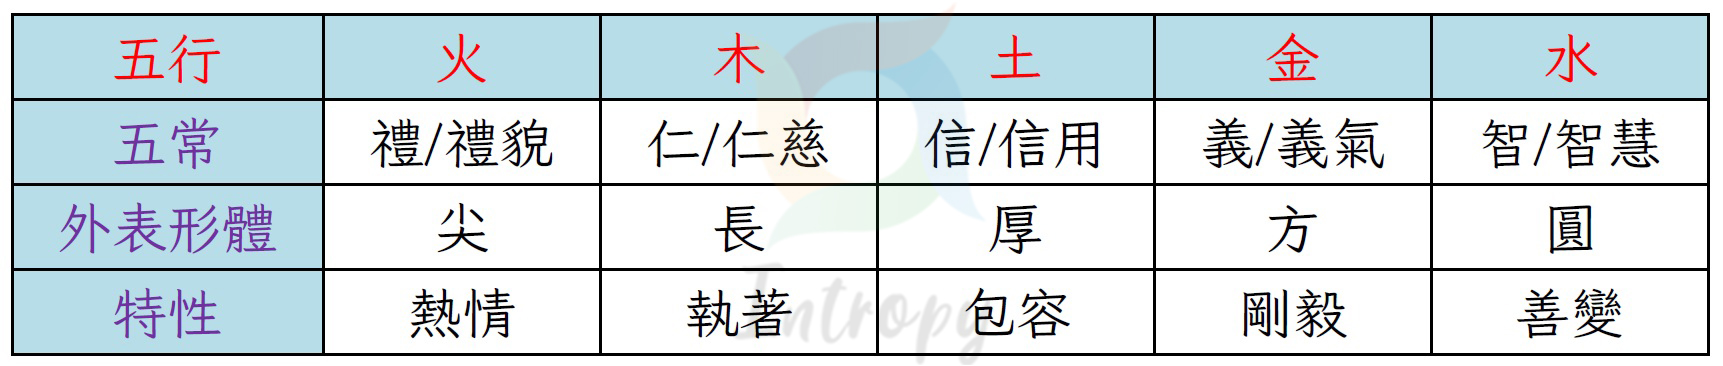 五行 火 木 土 金 水
五常 禮/禮貌 仁/仁慈 信/信用 義/義氣 智/智慧
外表形體 尖 長 厚 方 圓
特性 熱情 執著 包容 剛毅 善變
Intropy